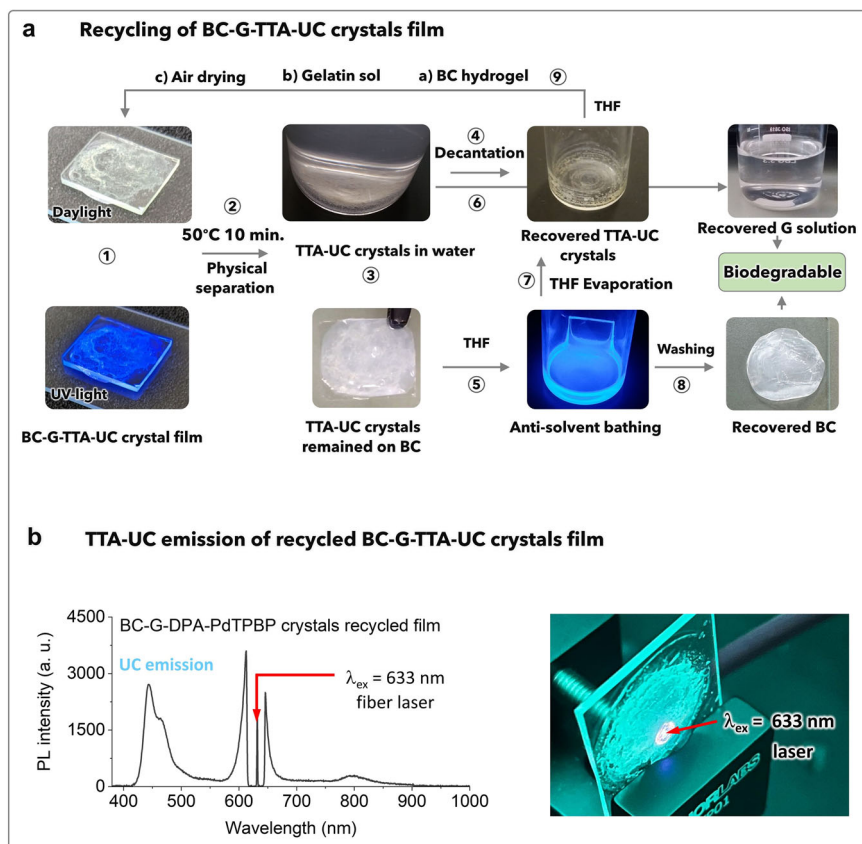 a Recycling of BC-G-TTA-UC crystals film
c) Air drying b) Gelatin sol a) BC hydrogel ⑨
THF
Daylight
①
UV-light
BC-G-TTA-UC crystal film
②
50°C 10 min.
Physical
separation
TTA-UC crystals in water
③
TTA-UC crystals
remained on BC
④
Decantation
⑥
Recovered TTA-UC
crystals
⑦ THF Evaporation
THF
⑤
Anti-solvent bathing
Recovered G solution
Biodegradable
Washing
⑧
Recovered BC
b TTA-UC emission of recycled BC-G-TTA-UC crystals film
PL intensity (a. u.)
4500
3000
1500
0
BC-G-DPA-PdTPBP crystals recycled film
UC emission
λex = 633 nm
fiber laser
400 500 600 700 800 900 1000
Wavelength (nm)
λex = 633 nm
laser